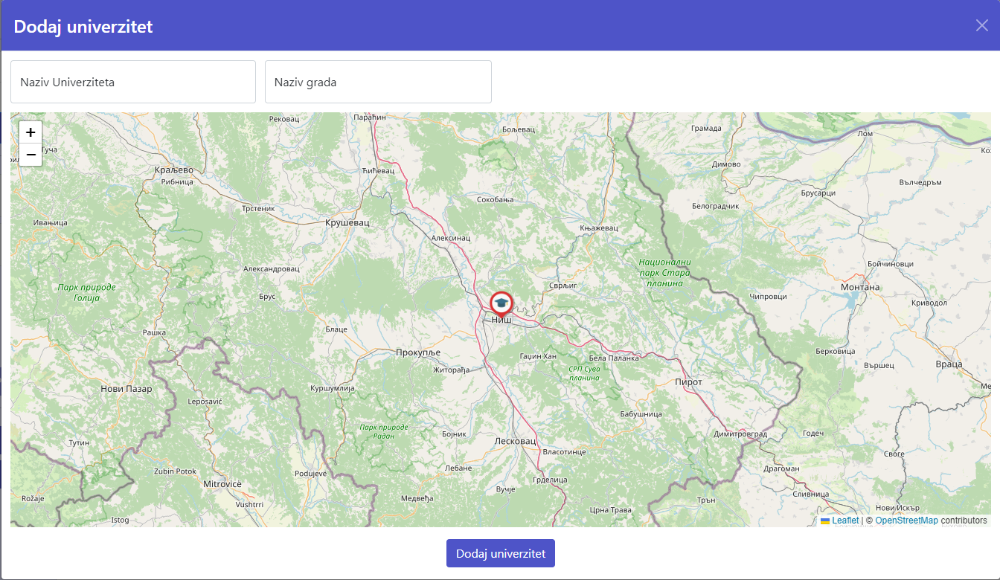 Dodaj univerzitet
Naziv Univerziteta
Naziv grada
+
−
Рековац
Параћин
Бољевац
Грамада
Лом
Гуча
Краљево
Рибница
Ћићевац
Димово
Вълчедръм
Сокобања
Брусарци
Белоградчик
Трстеник
Ивањица
Крушевац
Књажевац
Алексинац
Александровац
Национални
парк Стара
планина
Бойчиновци
Парк природе
Голија
Сврљиг
Монтана
Брус
Чипровци
Криводол
Ниш
Рашка
Блаце
Прокупље
Гаџин Хан
Бела Паланка
Берковица
Житорађа
СРП Сува
планина
Вършец
Враца
Нови Пазар
Куршумлија
Пирот
Leposavić
Бабушница
Парк природе
Радан
Бојник
Димитровград
Годеч
Тутин
Лесковац
Власотинце
Своге
Zubin Potok
Podujevë
Лебане
Драгоман
Mitrovicë
Грделица
Вучје
Сливница
Rožaje
Vushtrri
Медвеђа
Трън
Црна Трава
Нови Искър
Istog
Leaflet | © OpenStreetMap contributors
Dodaj univerzitet